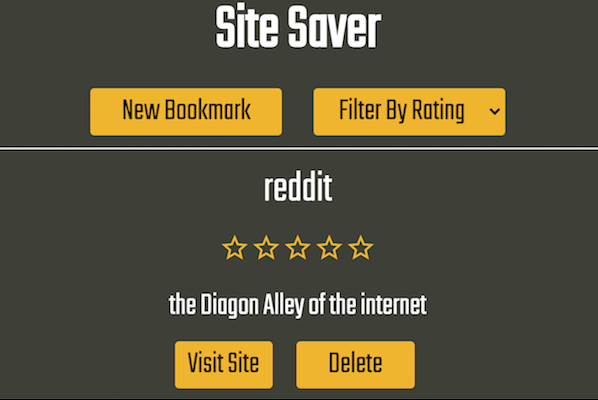 Site Saver
New Bookmark
Filter By Rating
reddit
the Diagon Alley of the internet
Visit Site
Delete